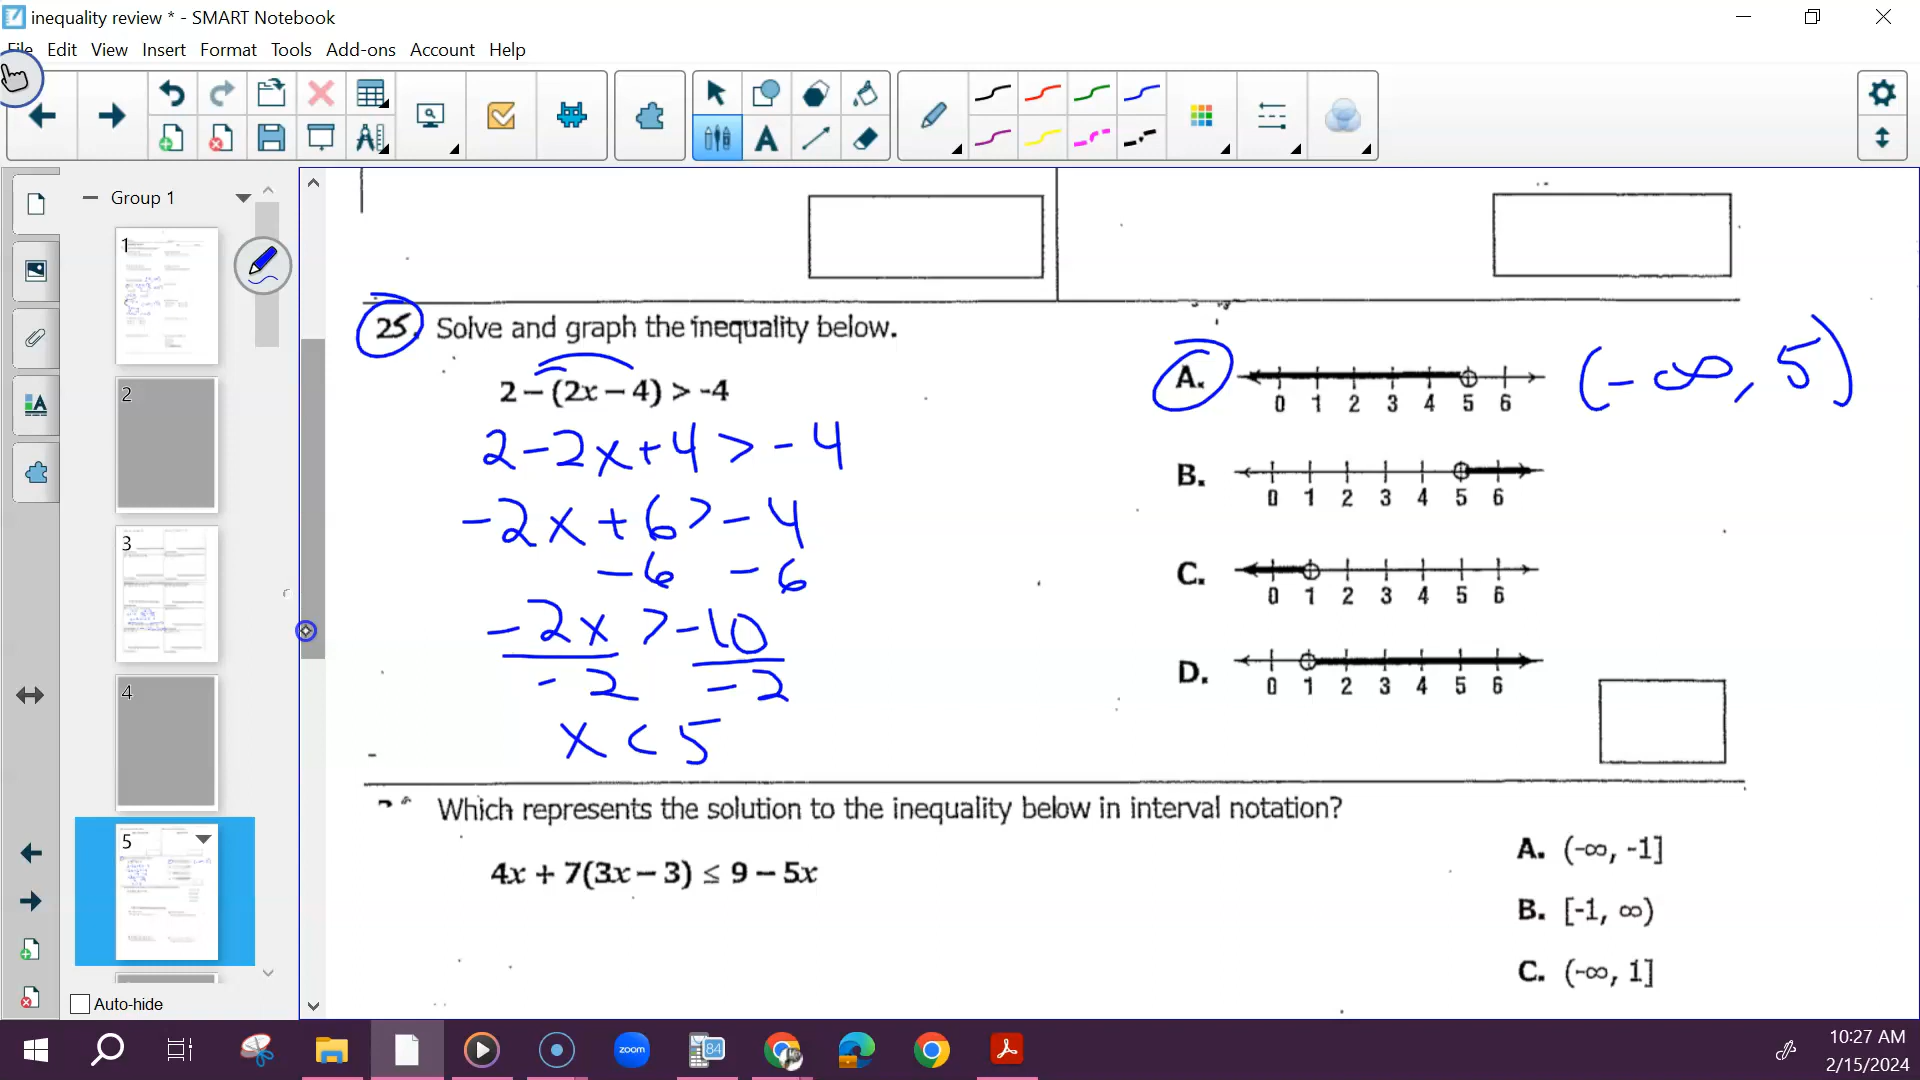 inequality review * - SMART Notebook
File Edit View Insert Format Tools Add-ons Account Help
Group 1
1
2
3
4
5
Auto-hide
25. Solve and graph the inequality below.
2 – (2x – 4) > -4
2 - 2x + 4 > - 4
- 2x + 6 > - 4
- 6 - 6
- 2x > - 10
- 2 - 2
x < 5
A.
0 1 2 3 4 5 6
(- ∞, 5)
B.
0 1 2 3 4 5 6
C.
0 1 2 3 4 5 6
D.
0 1 2 3 4 5 6
Which represents the solution to the inequality below in interval notation?
4x + 7(3x – 3) ≤ 9 – 5x
A. (-∞, -1]
B. [-1, ∞)
C. (-∞, 1]
zoom
84
10:27 AM
2/15/2024